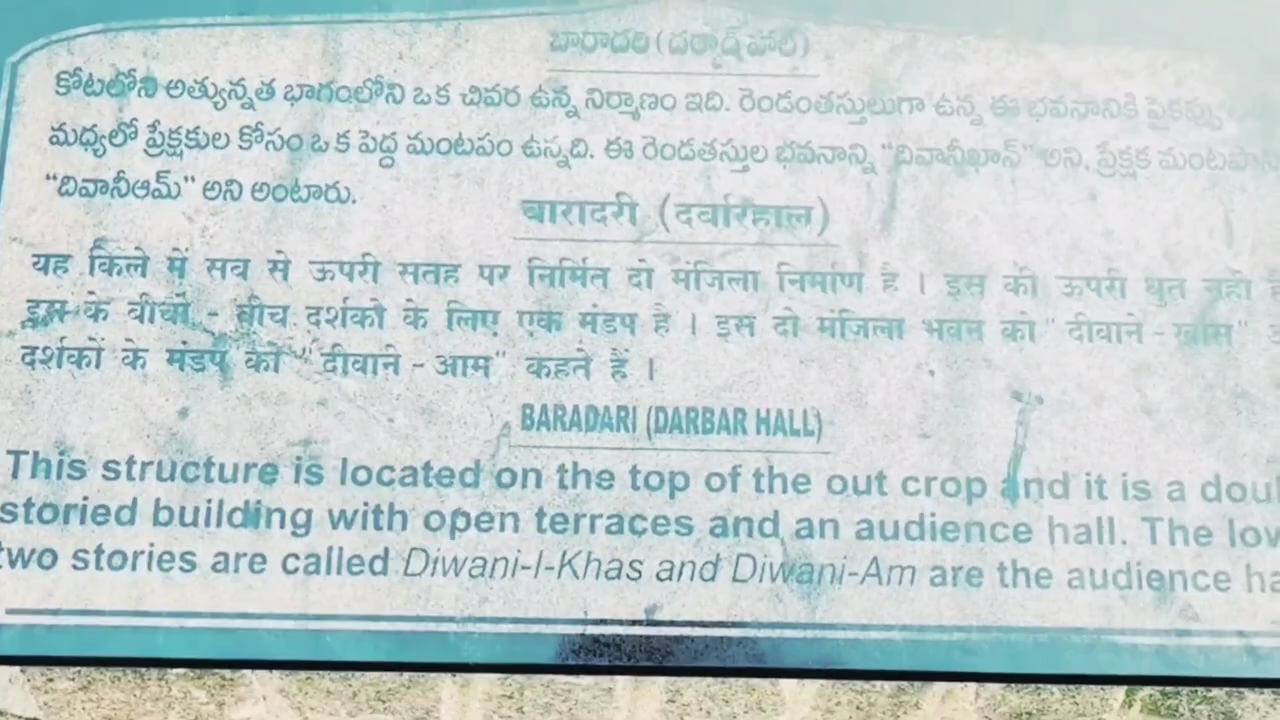 బారాదరి (దర్బార్ హాల్)
కోటలోని అత్యున్నత భాగంలోని ఒక చివర ఉన్న నిర్మాణం ఇది. రెండంతస్తులుగా ఉన్న ఈ భవనానికి పైకప్పు
మధ్యలో ప్రేక్షకుల కోసం ఒక పెద్ద మంటపం ఉన్నది. ఈ రెండతస్తుల భవనాన్ని "దివానీఖాన్" అని, ప్రేక్షక
"దివానీఆమ్" అని అంటారు.
बारादरी (दर्बारहाल)
यह किले में सब से ऊपरी सतह पर निर्मित दो मंजिला निर्माण है । इस की ऊपरी नहीं
इस के बीचो - बीच दर्शको के लिए एक मंडप है । इस दो मंजिला भवन को "दीवाने - खास"
दर्शकों के मंडप को "दीवाने - आम" कहते हैं ।
BARADARI (DARBAR HALL)
This structure is located on the top of the out crop and it is a dou
storied building with open terraces and an audience hall. The low
two stories are called Diwani-I-Khas and Diwani-Am are the audience ha